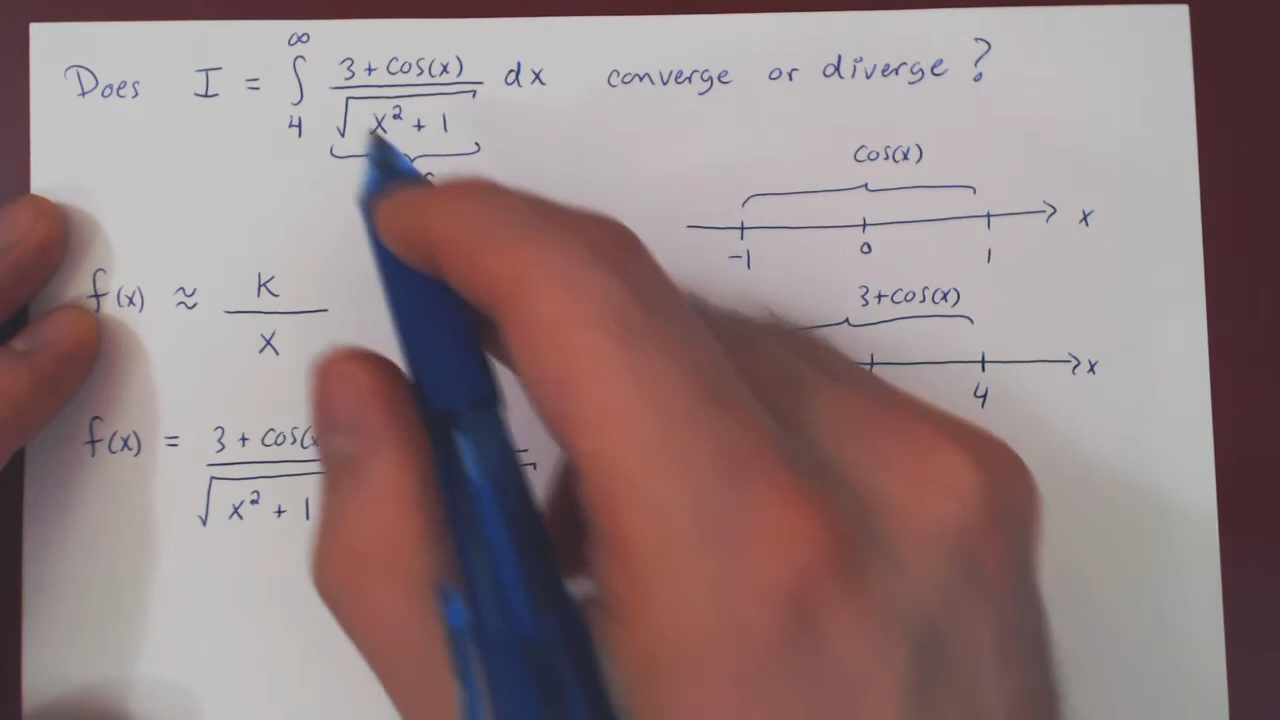 Does I = ∫₄^∞ (3 + cos(x)) / √(x² + 1) dx converge or diverge ?
cos(x)
x
-1 0 1
f(x) ≈ K / x
3+cos(x)
x
4
f(x) = 3 + cos(x / √(x² + 1